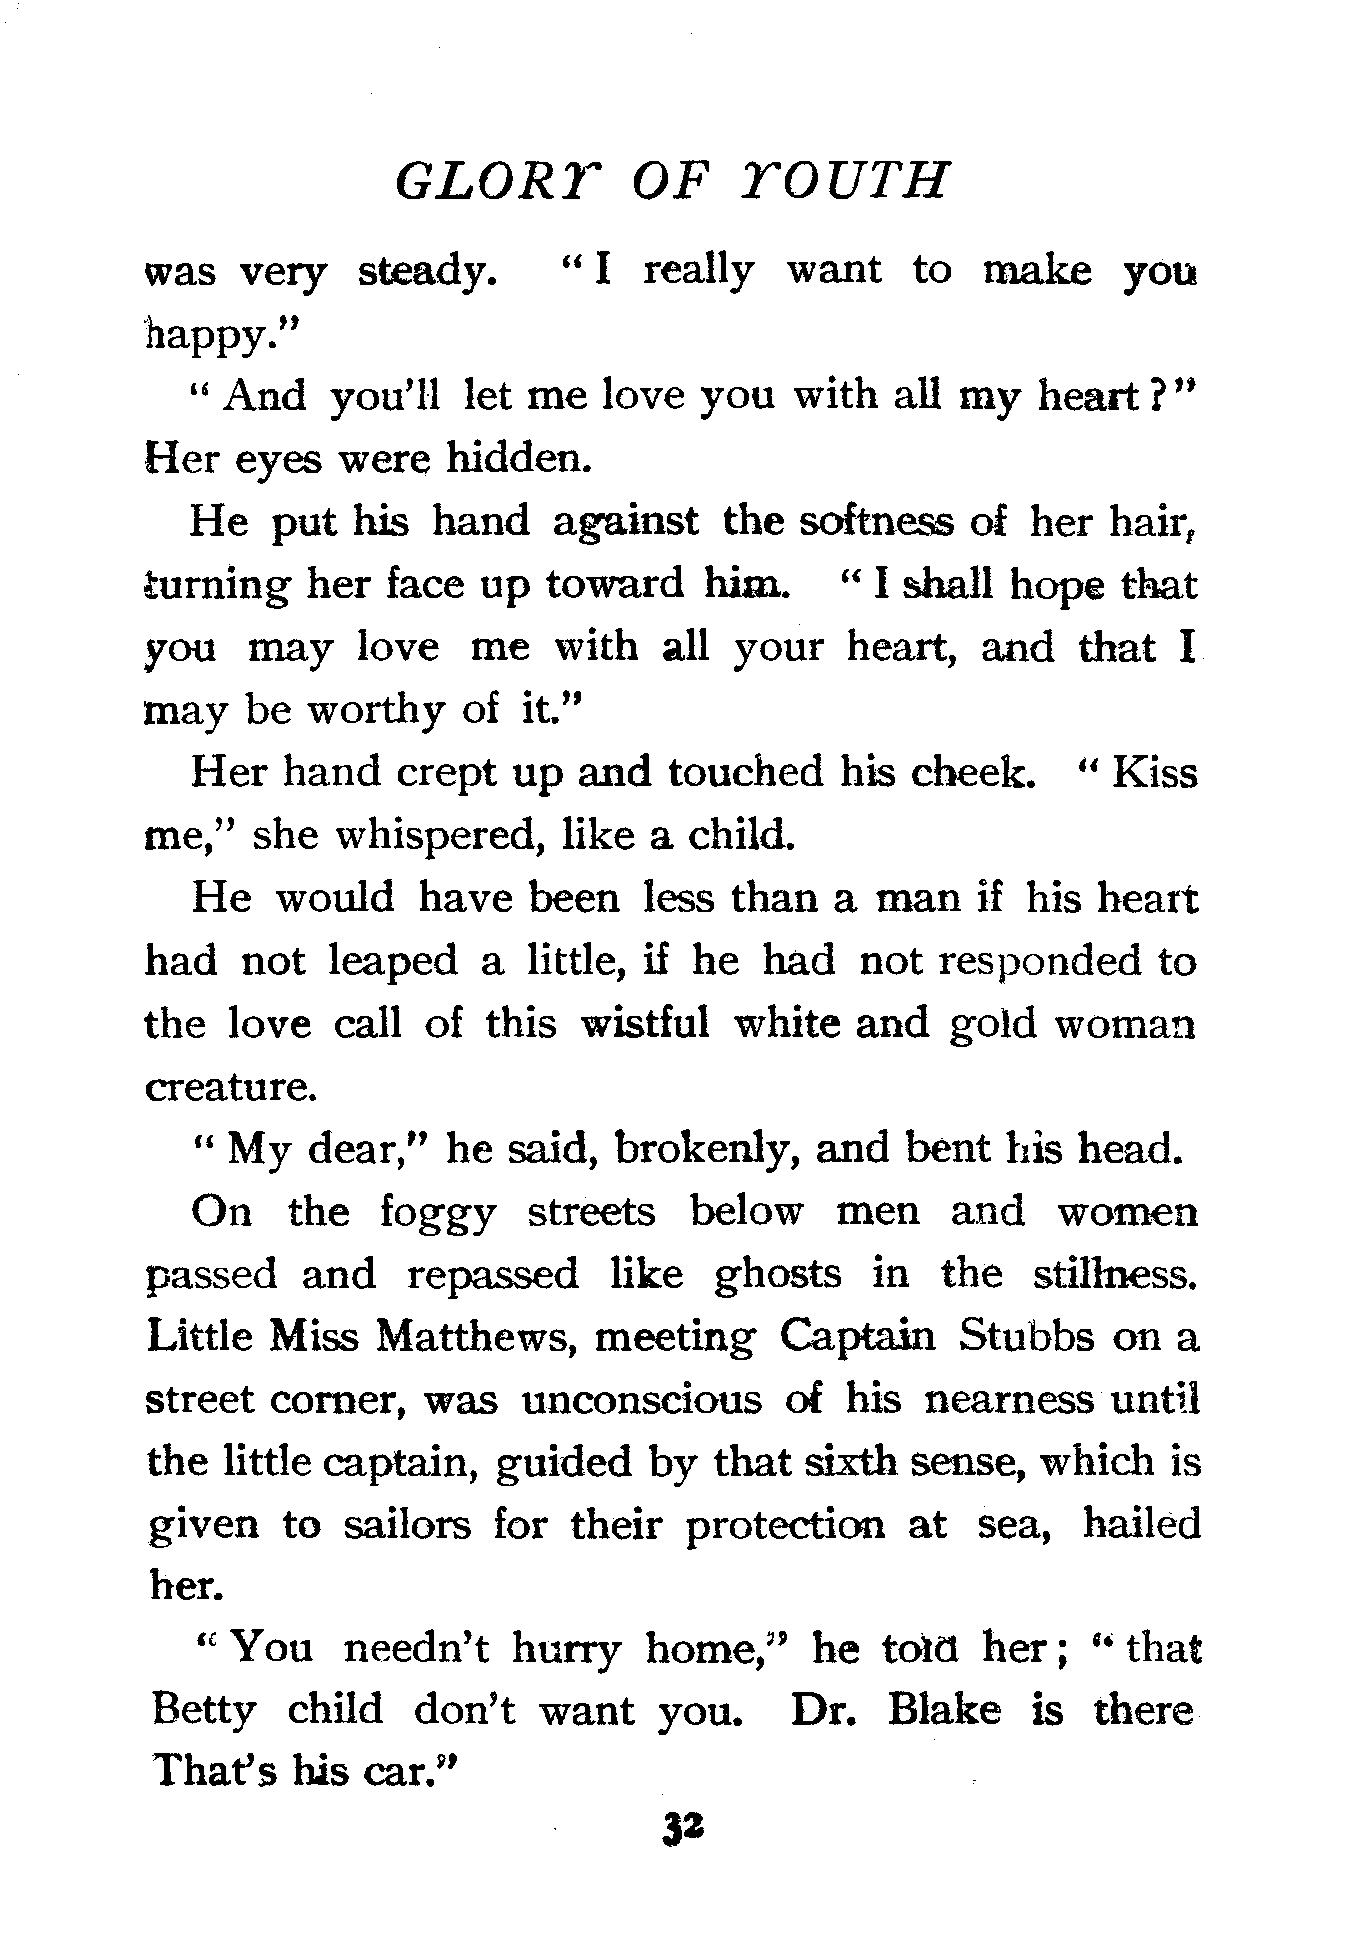 GLORY OF YOUTH
was very steady. “ I really want to make you
happy.”
“ And you'll let me love you with all my heart ? ”
Her eyes were hidden.
He put his hand against the softness of her hair,
turning her face up toward him. “ I shall hope that
you may love me with all your heart, and that I
may be worthy of it.”
Her hand crept up and touched his cheek. “ Kiss
me,” she whispered, like a child.
He would have been less than a man if his heart
had not leaped a little, if he had not responded to
the love call of this wistful white and gold woman
creature.
“ My dear,” he said, brokenly, and bent his head.
On the foggy streets below men and women
passed and repassed like ghosts in the stillness.
Little Miss Matthews, meeting Captain Stubbs on a
street corner, was unconscious of his nearness until
the little captain, guided by that sixth sense, which is
given to sailors for their protection at sea, hailed
her.
“ You needn't hurry home,” he told her ; “ that
Betty child don't want you. Dr. Blake is there
That's his car.”
32